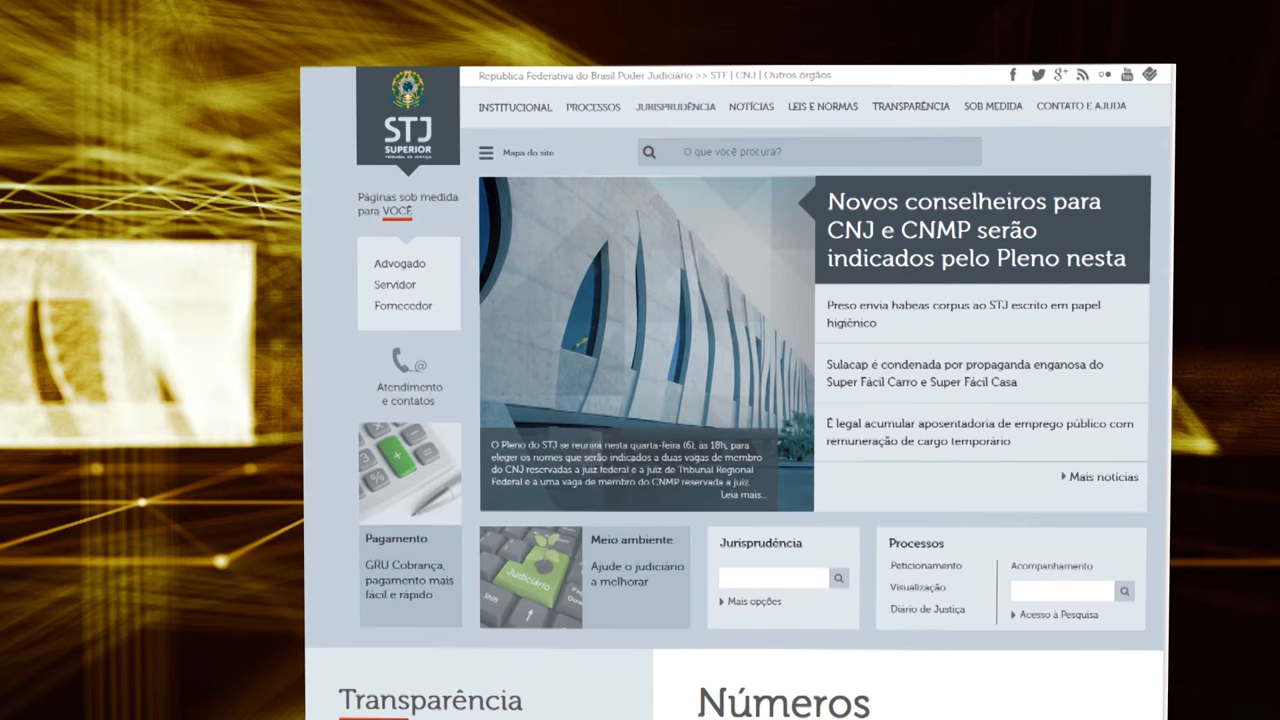 República Federativa do Brasil Poder Judiciário >> STF | CNJ | Outros órgãos
STJ
SUPERIOR
TRIBUNAL DE JUSTIÇA
INSTITUCIONAL PROCESSOS JURISPRUDÊNCIA NOTÍCIAS LEIS E NORMAS TRANSPARÊNCIA SOB MEDIDA CONTATO E AJUDA
Mapa do site
O que você procura?
Páginas sob medida
para VOCÊ
Advogado
Servidor
Fornecedor
Atendimento
e contatos
Novos conselheiros para
CNJ e CNMP serão
indicados pelo Pleno nesta
Preso envia habeas corpus ao STJ escrito em papel
higiênico
Sulacap é condenada por propaganda enganosa do
Super Fácil Carro e Super Fácil Casa
É legal acumular aposentadoria de emprego público com
remuneração de cargo temporário
Mais notícias
O Pleno do STJ se reunirá nesta quarta-feira (6), às 18h, para
eleger os nomes que serão indicados a duas vagas de membro
do CNJ reservadas a juiz federal e a juiz de Tribunal Regional
Federal e a uma vaga de membro do CNMP reservada a juiz.
Leia mais...
Pagamento
GRU Cobrança,
pagamento mais
fácil e rápido
Judiciário
Shift
Meio ambiente
Ajude o judiciário
a melhorar
Jurisprudência
Mais opções
Processos
Peticionamento
Visualização
Diário de Justiça
Acompanhamento
Acesso à Pesquisa
Transparência
Números